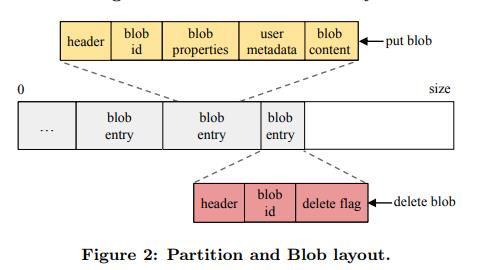 header
blob
id
blob
properties
user
metadata
blob
content
put blob
0
size
...
blob
entry
blob
entry
blob
entry
header
blob
id
delete flag
delete blob
Figure 2: Partition and Blob layout.